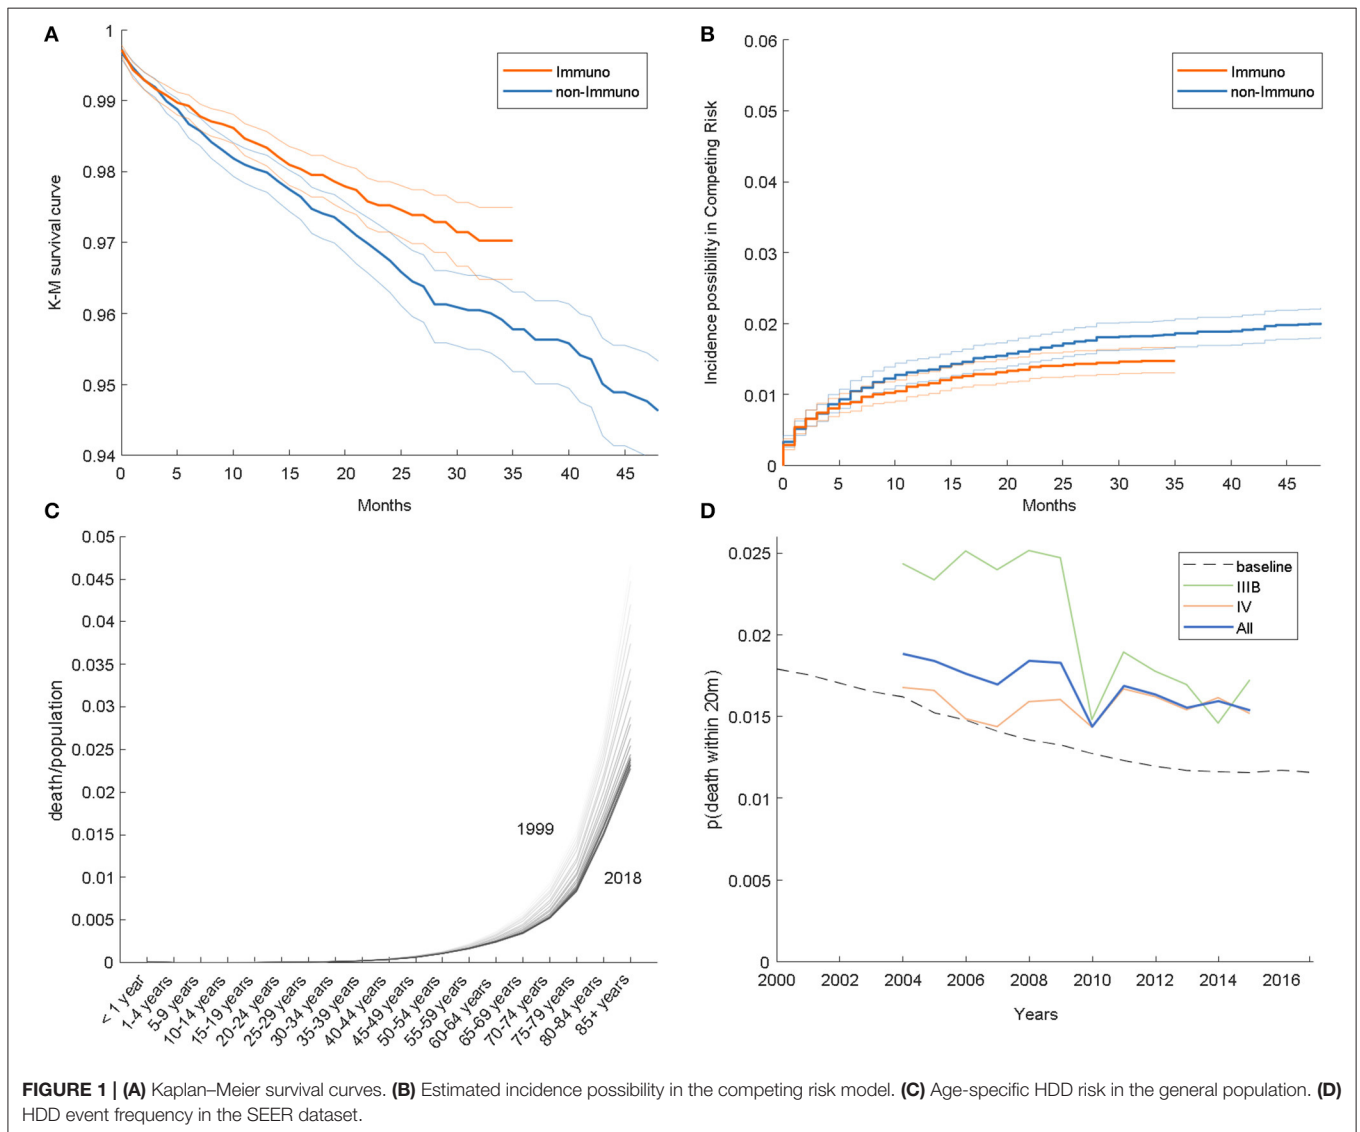 A
1
0.99
0.98
0.97
0.96
0.95
0.94
K-M survival curve
Immuno
non-Immuno
0
5
10
15
20
25
30
35
40
45
Months
B
0.06
0.05
0.04
0.03
0.02
0.01
0
Incidence possibility in Competing Risk
Immuno
non-Immuno
0
5
10
15
20
25
30
35
40
45
Months
C
0.05
0.045
0.04
0.035
0.03
0.025
0.02
0.015
0.01
0.005
0
death/population
1999
2018
< 1 year
1-4 years
5-9 years
10-14 years
15-19 years
20-24 years
25-29 years
30-34 years
35-39 years
40-44 years
45-49 years
50-54 years
55-59 years
60-64 years
65-69 years
70-74 years
75-79 years
80-84 years
85+ years
D
0.025
0.02
0.015
0.01
0.005
0
p(death within 20m)
baseline
IIIB
IV
All
2000
2002
2004
2006
2008
2010
2012
2014
2016
Years
FIGURE 1 | (A) Kaplan–Meier survival curves. (B) Estimated incidence possibility in the competing risk model. (C) Age-specific HDD risk in the general population. (D)
HDD event frequency in the SEER dataset.